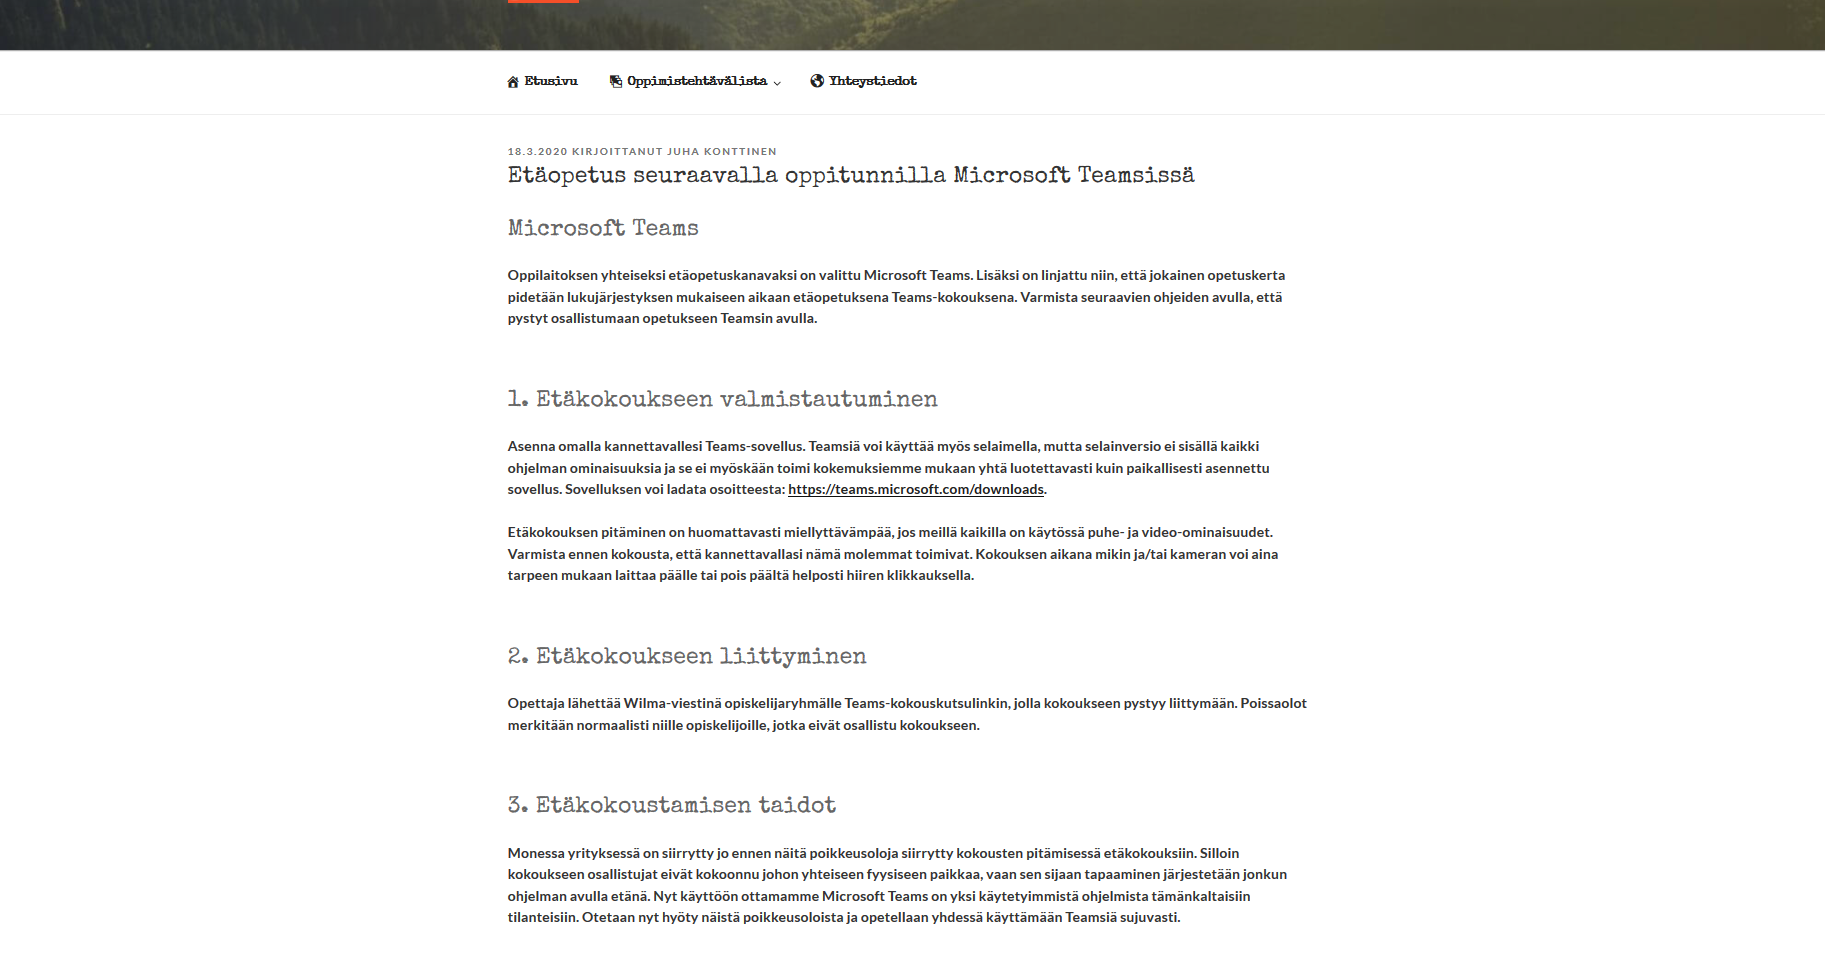 Etusivu Oppimistehtävälista Yhteystiedot
18.3.2020 KIRJOITTANUT JUHA KONTTINEN
Etäopetus seuraavalla oppitunnilla Microsoft Teamsissä
Microsoft Teams
Oppilaitoksen yhteiseksi etäopetuskanavaksi on valittu Microsoft Teams. Lisäksi on linjattu niin, että jokainen opetuskerta
pidetään lukujärjestyksen mukaiseen aikaan etäopetuksena Teams-kokouksena. Varmista seuraavien ohjeiden avulla, että
pystyt osallistumaan opetukseen Teamsin avulla.
1. Etäkokoukseen valmistautuminen
Asenna omalla kannettavallesi Teams-sovellus. Teamsiä voi käyttää myös selaimella, mutta selainversio ei sisällä kaikki
ohjelman ominaisuuksia ja se ei myöskään toimi kokemuksiemme mukaan yhtä luotettavasti kuin paikallisesti asennettu
sovellus. Sovelluksen voi ladata osoitteesta: https://teams.microsoft.com/downloads.
Etäkokouksen pitäminen on huomattavasti miellyttävämpää, jos meillä kaikilla on käytössä puhe- ja video-ominaisuudet.
Varmista ennen kokousta, että kannettavallasi nämä molemmat toimivat. Kokouksen aikana mikin ja/tai kameran voi aina
tarpeen mukaan laittaa päälle tai pois päältä helposti hiiren klikkauksella.
2. Etäkokoukseen liittyminen
Opettaja lähettää Wilma-viestinä opiskelijaryhmälle Teams-kokouskutsulinkin, jolla kokoukseen pystyy liittymään. Poissaolot
merkitään normaalisti niille opiskelijoille, jotka eivät osallistu kokoukseen.
3. Etäkokoustamisen taidot
Monessa yrityksessä on siirrytty jo ennen näitä poikkeusoloja siirrytty kokousten pitämisessä etäkokouksiin. Silloin
kokoukseen osallistujat eivät kokoonnu johon yhteiseen fyysiseen paikkaa, vaan sen sijaan tapaaminen järjestetään jonkun
ohjelman avulla etänä. Nyt käyttöön ottamamme Microsoft Teams on yksi käytetyimmistä ohjelmista tämänkaltaisiin
tilanteisiin. Otetaan nyt hyöty näistä poikkeusoloista ja opetellaan yhdessä käyttämään Teamsiä sujuvasti.